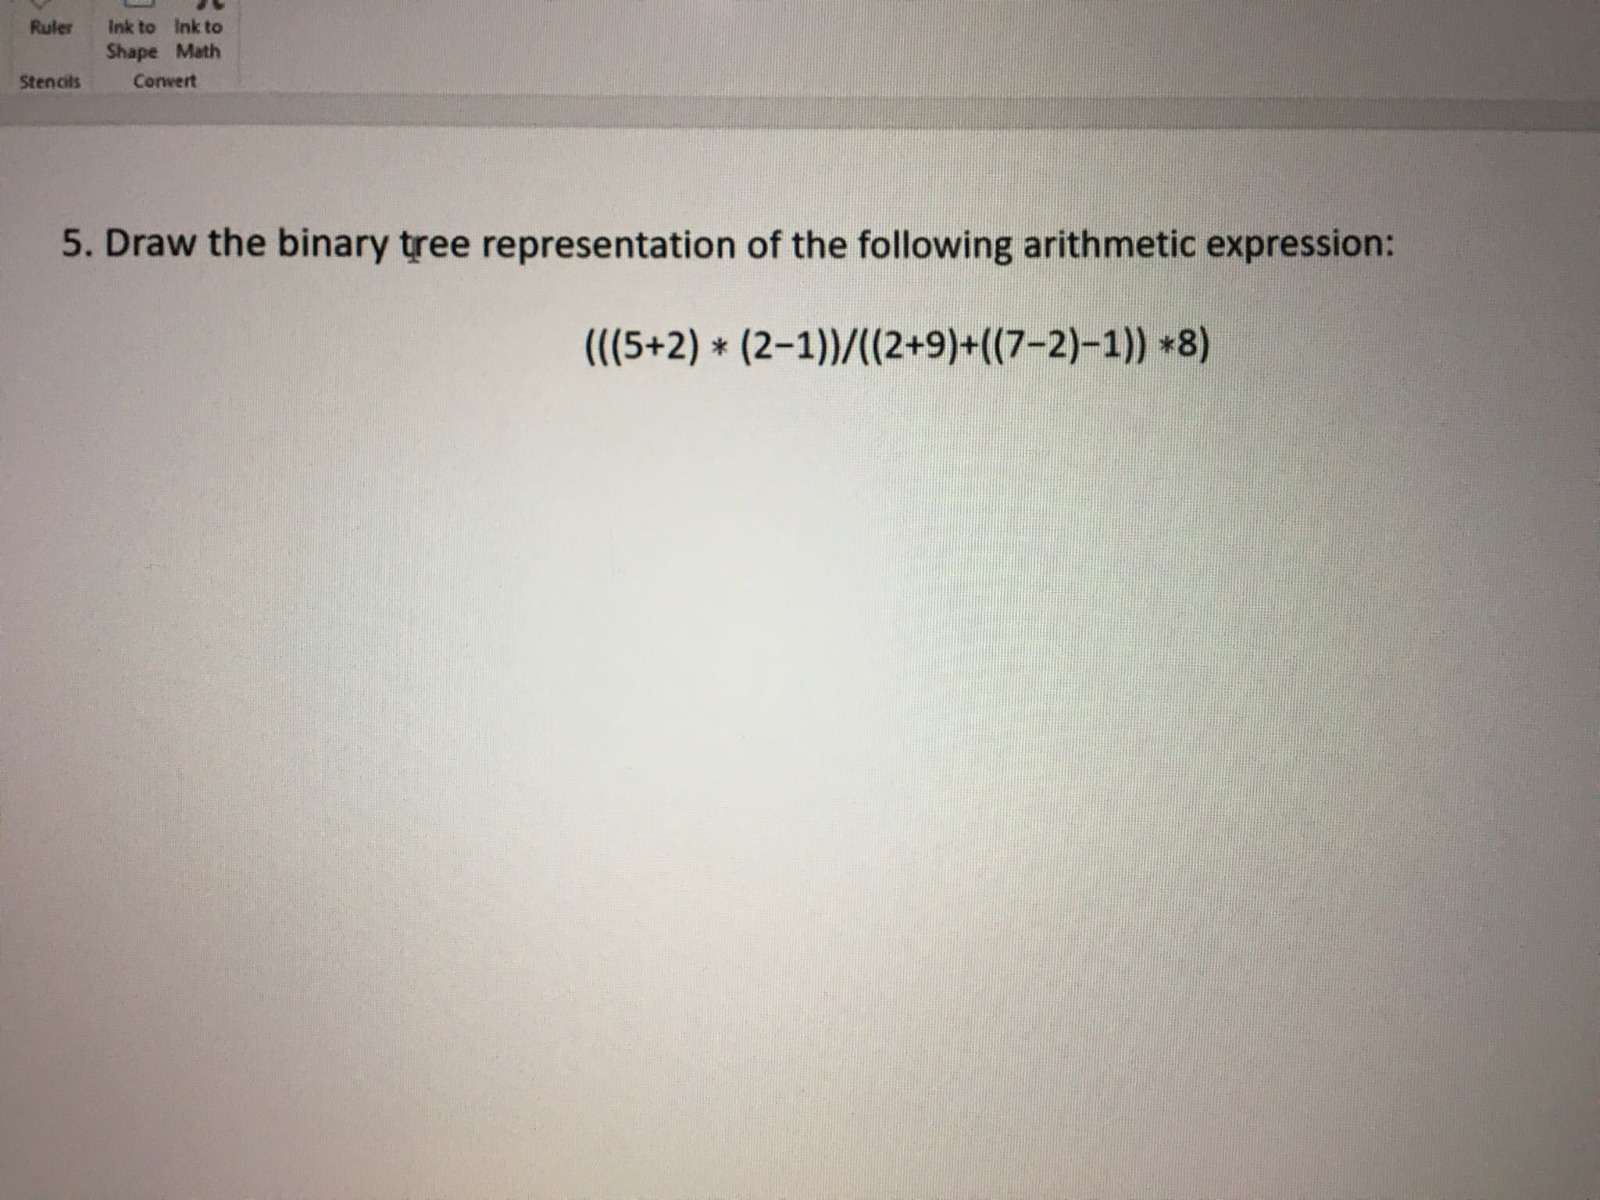 Ruler Ink to Ink to
Shape Math
Stencils Convert
5. Draw the binary tree representation of the following arithmetic expression:
(((5+2) * (2−1))/((2+9)+((7−2)−1)) *8)